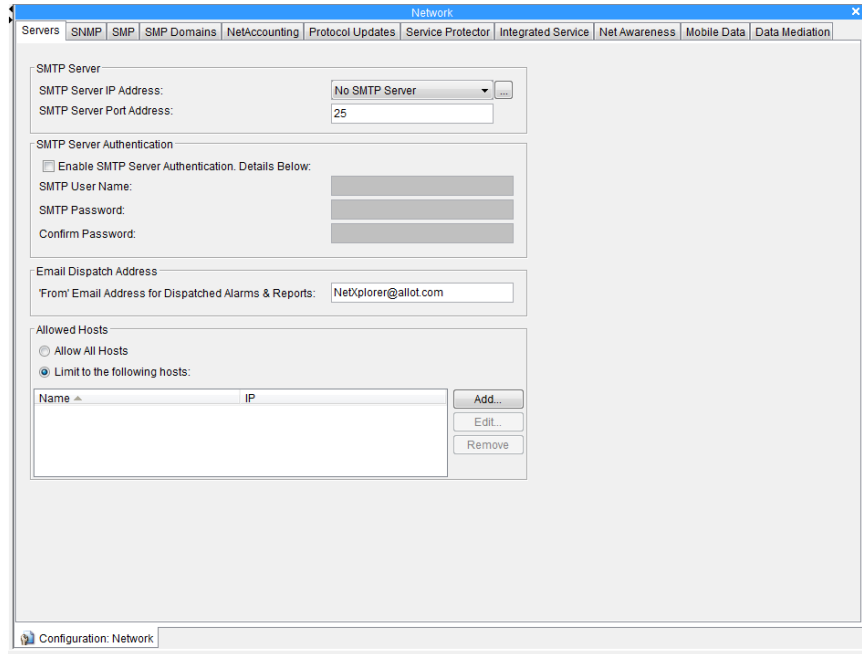 Network
Servers SNMP SMP SMP Domains NetAccounting Protocol Updates Service Protector Integrated Service Net Awareness Mobile Data Data Mediation
SMTP Server
SMTP Server IP Address: No SMTP Server ...
SMTP Server Port Address: 25
SMTP Server Authentication
Enable SMTP Server Authentication. Details Below:
SMTP User Name:
SMTP Password:
Confirm Password:
Email Dispatch Address
'From' Email Address for Dispatched Alarms & Reports: NetXplorer@allot.com
Allowed Hosts
Allow All Hosts
Limit to the following hosts:
Name IP Add...
Edit...
Remove
Configuration: Network